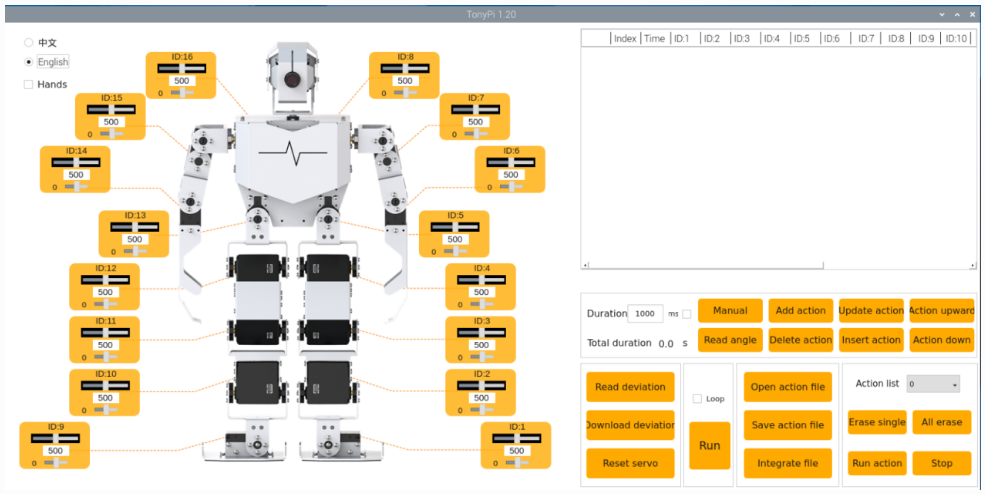 TonyPi 1.20
中文
English
Hands
ID:16
500
0
ID:8
500
0
ID:15
500
0
ID:7
500
0
ID:14
500
0
ID:6
500
0
ID:13
500
0
ID:5
500
0
ID:12
500
0
ID:4
500
0
ID:11
500
0
ID:3
500
0
ID:10
500
0
ID:2
500
0
ID:9
500
0
ID:1
500
0
Index Time ID:1 ID:2 ID:3 ID:4 ID:5 ID:6 ID:7 ID:8 ID:9 ID:10
Duration 1000 ms Manual Add action Update action Action upward
Total duration 0.0 s Read angle Delete action Insert action Action down
Read deviation
Download deviation
Reset servo
Loop
Run
Open action file
Save action file
Integrate file
Action list 0
Erase single All erase
Run action Stop